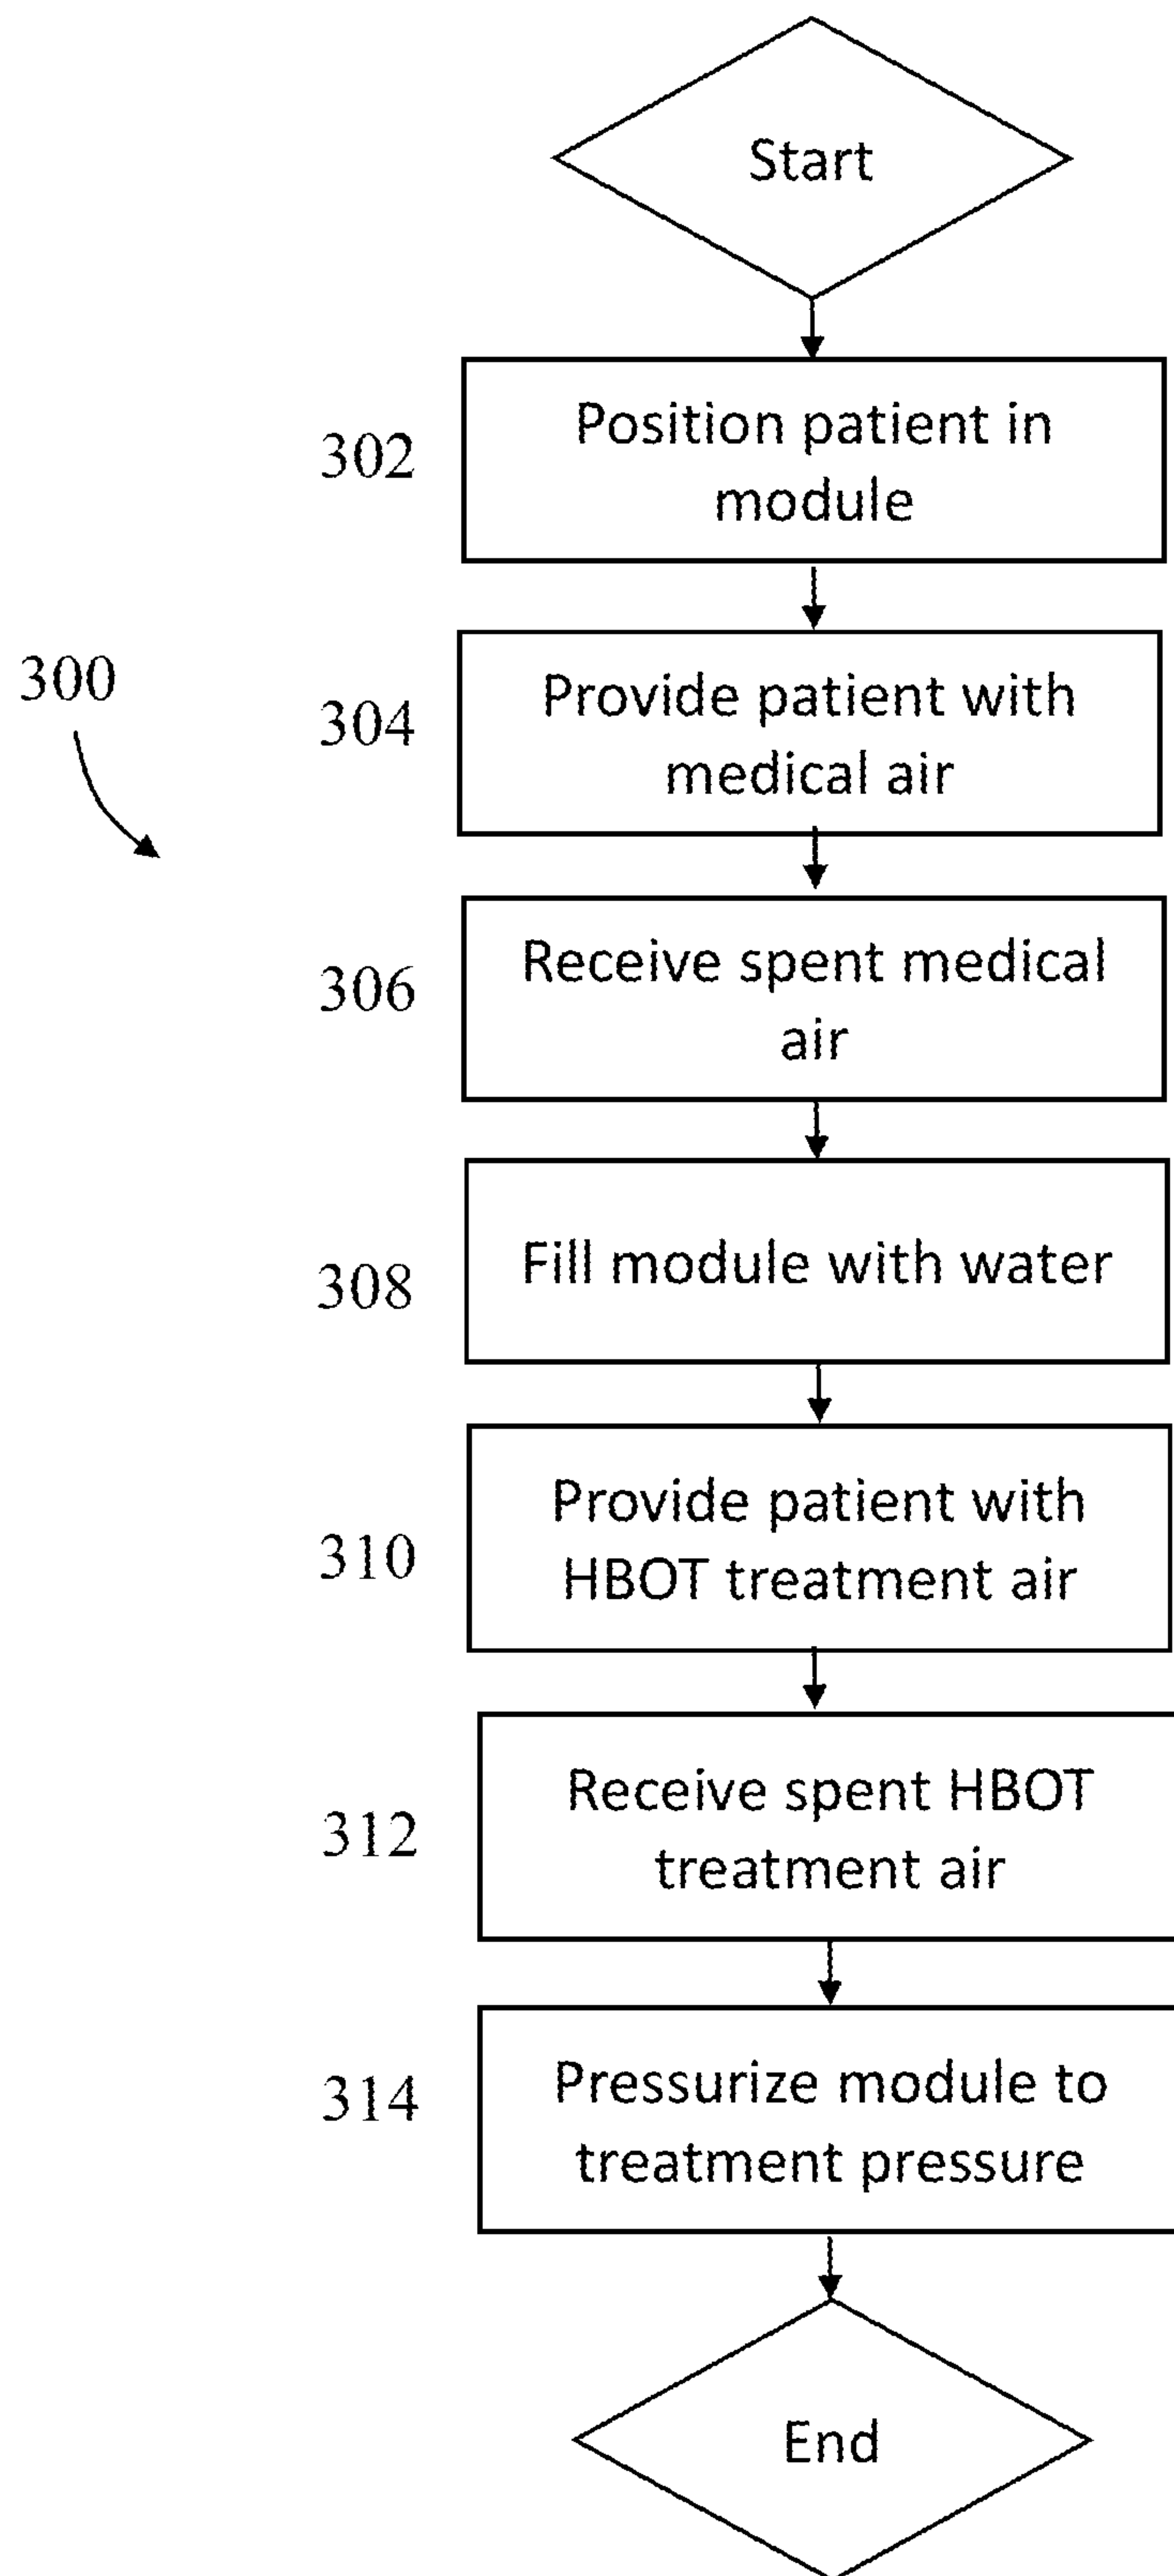 Start
302
Position patient in
module
300
304
Provide patient with
medical air
306
Receive spent medical
air
308
Fill module with water
310
Provide patient with
HBOT treatment air
312
Receive spent HBOT
treatment air
314
Pressurize module to
treatment pressure
End